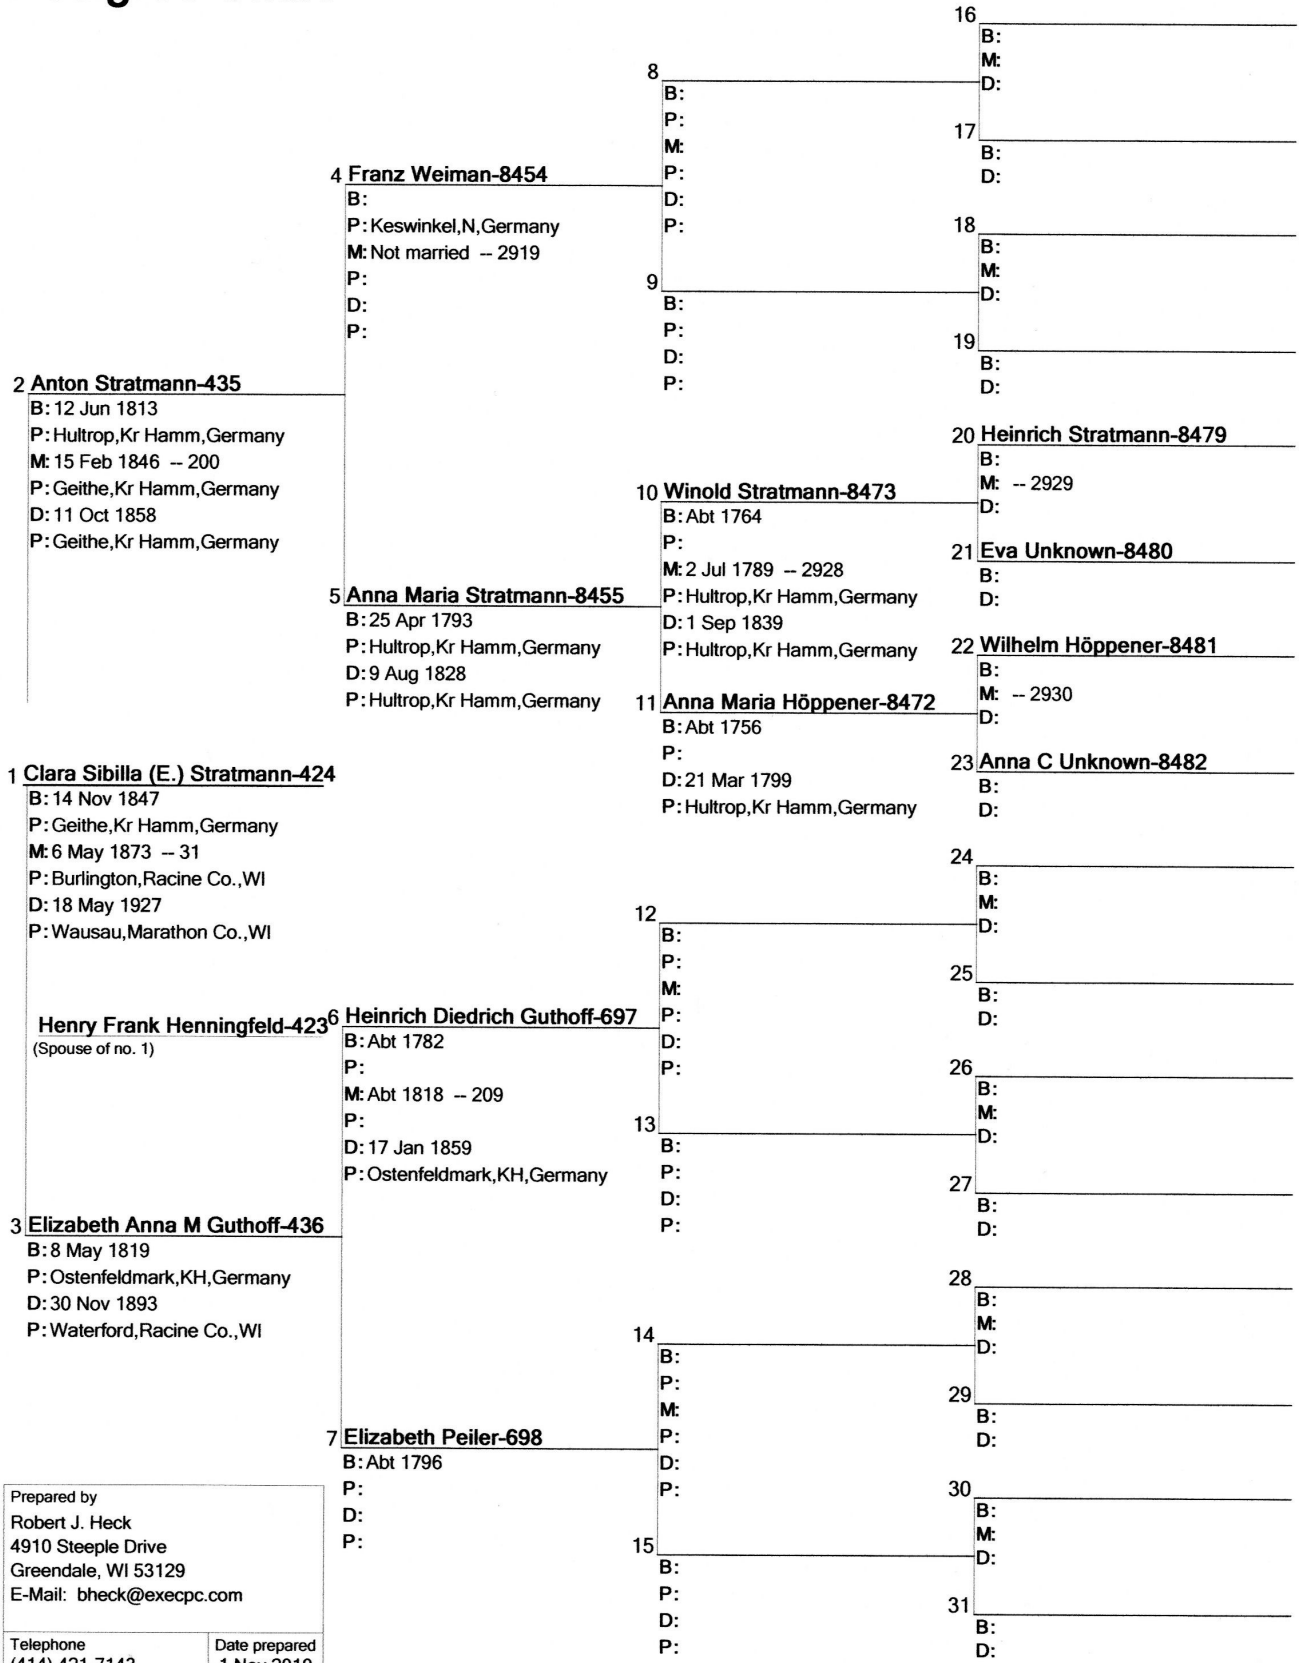 16
B:
M:
D:
8
B:
P:
M:
P:
D:
P:
17
B:
D:
4 Franz Weiman-8454
B:
P: Keswinkel,N,Germany
M: Not married -- 2919
P:
D:
P:
18
B:
M:
D:
9
B:
P:
D:
P:
19
B:
D:
2 Anton Stratmann-435
B: 12 Jun 1813
P: Hultrop,Kr Hamm,Germany
M: 15 Feb 1846 -- 200
P: Geithe,Kr Hamm,Germany
D: 11 Oct 1858
P: Geithe,Kr Hamm,Germany
20 Heinrich Stratmann-8479
B:
M: -- 2929
D:
10 Winold Stratmann-8473
B: Abt 1764
P:
M: 2 Jul 1789 -- 2928
P: Hultrop,Kr Hamm,Germany
D: 1 Sep 1839
P: Hultrop,Kr Hamm,Germany
21 Eva Unknown-8480
B:
D:
5 Anna Maria Stratmann-8455
B: 25 Apr 1793
P: Hultrop,Kr Hamm,Germany
D: 9 Aug 1828
P: Hultrop,Kr Hamm,Germany
22 Wilhelm Höppener-8481
B:
M: -- 2930
D:
11 Anna Maria Höppener-8472
B: Abt 1756
P:
D: 21 Mar 1799
P: Hultrop,Kr Hamm,Germany
23 Anna C Unknown-8482
B:
D:
1 Clara Sibilla (E.) Stratmann-424
B: 14 Nov 1847
P: Geithe,Kr Hamm,Germany
M: 6 May 1873 -- 31
P: Burlington,Racine Co.,WI
D: 18 May 1927
P: Wausau,Marathon Co.,WI
24
B:
M:
D:
12
B:
P:
M:
P:
D:
P:
25
B:
D:
Henry Frank Henningfeld-423
(Spouse of no. 1)
6 Heinrich Diedrich Guthoff-697
B: Abt 1782
P:
M: Abt 1818 -- 209
P:
D: 17 Jan 1859
P: Ostenfeldmark,KH,Germany
26
B:
M:
D:
13
B:
P:
D:
P:
27
B:
D:
3 Elizabeth Anna M Guthoff-436
B: 8 May 1819
P: Ostenfeldmark,KH,Germany
D: 30 Nov 1893
P: Waterford,Racine Co.,WI
28
B:
M:
D:
14
B:
P:
M:
P:
D:
P:
29
B:
D:
7 Elizabeth Peiler-698
B: Abt 1796
P:
D:
P:
30
B:
M:
D:
15
B:
P:
D:
P:
31
B:
D:
Prepared by
Robert J. Heck
4910 Steeple Drive
Greendale, WI 53129
E-Mail: bheck@execpc.com
Telephone
Date prepared